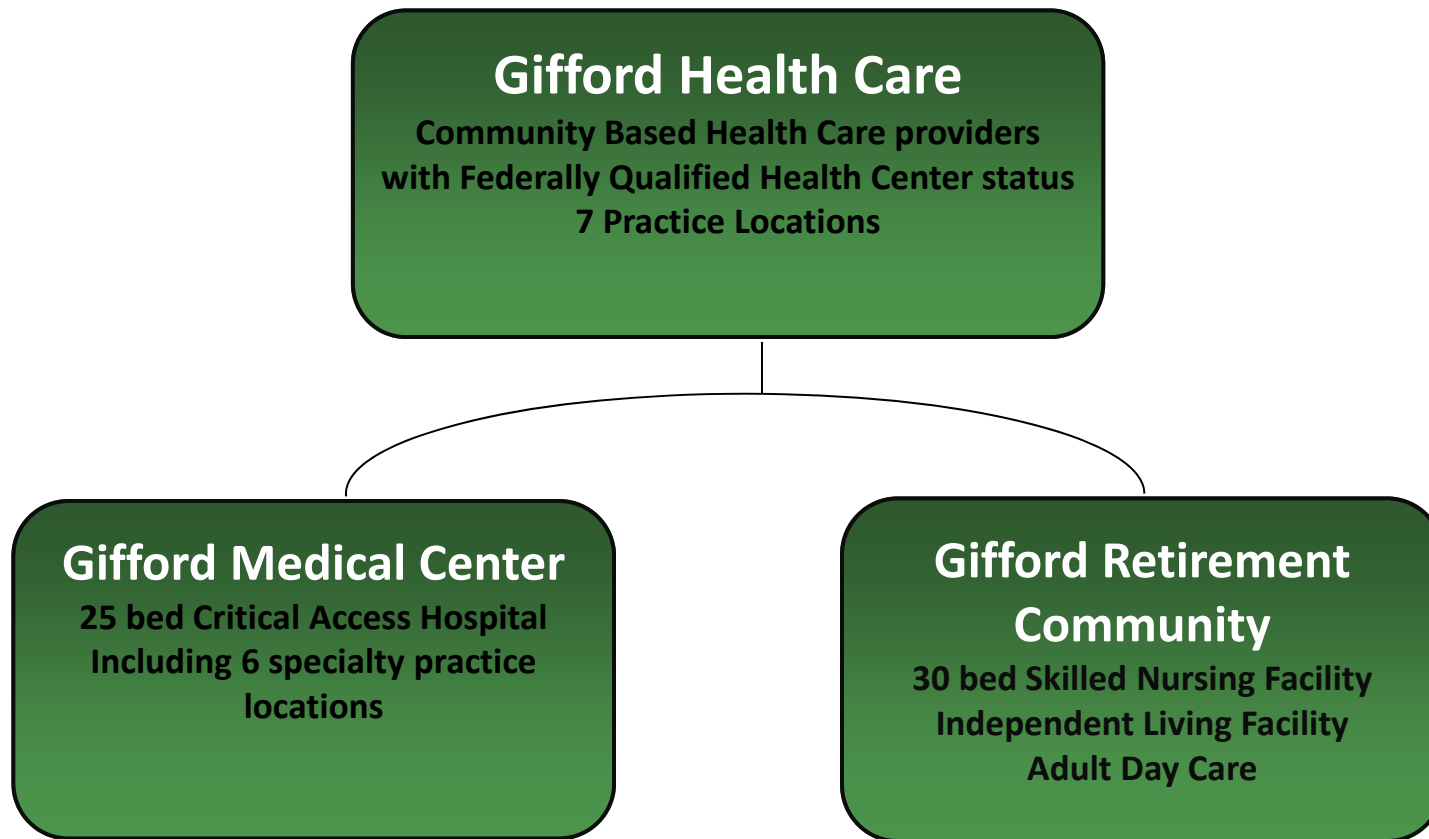 Gifford Health Care
Community Based Health Care providers
with Federally Qualified Health Center status
7 Practice Locations
Gifford Medical Center
25 bed Critical Access Hospital
Including 6 specialty practice
locations
Gifford Retirement
Community
30 bed Skilled Nursing Facility
Independent Living Facility
Adult Day Care